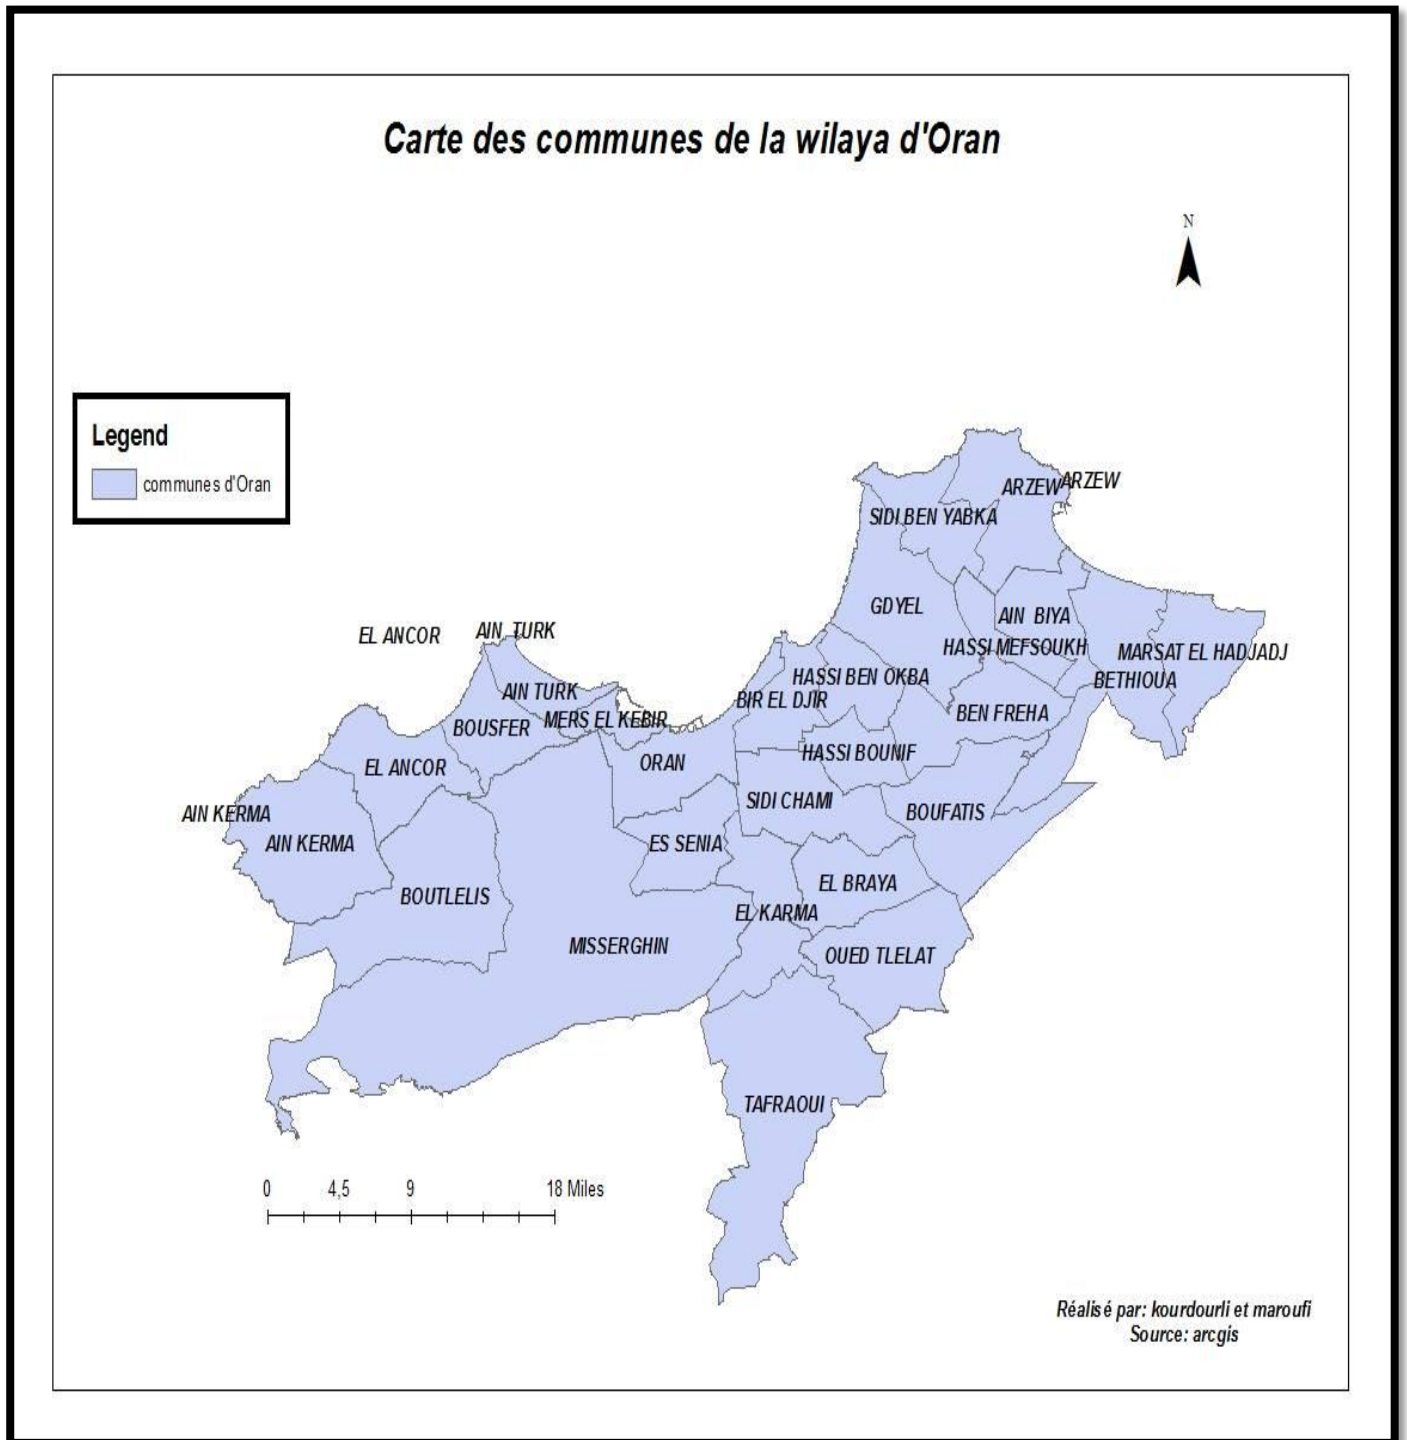 Carte des communes de la wilaya d'Oran
N
Legend
communes d'Oran
ARZEW
ARZEW
SIDI BEN YABKA
GDYEL
AIN BIYA
EL ANCOR
AIN TURK
HASSI MEFSOUKH
MARSAT EL HADJADJ
HASSI BEN OKBA
BETHIOUA
AIN TURK
BIR EL DJIR
BEN FREHA
MERS EL KEBIR
BOUSFER
HASSI BOUNIF
ORAN
EL ANCOR
SIDI CHAMI
BOUFATIS
AIN KERMA
AIN KERMA
ES SENIA
EL BRAYA
BOUTLELIS
EL KARMA
MISSERGHIN
OUED TLELAT
TAFRAOUI
0 4,5 9 18 Miles
Réalisé par: kourdourli et maroufi
Source: arcgis